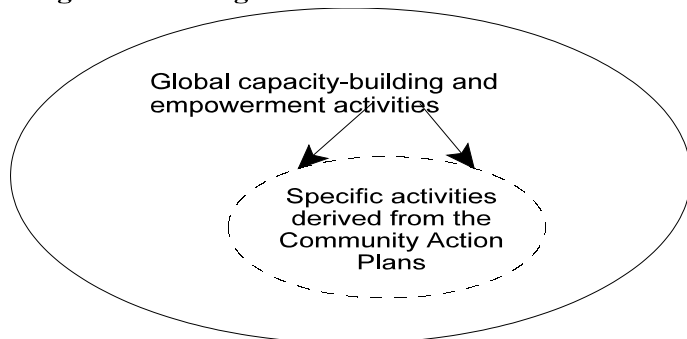 Global capacity-building and
empowerment activities
Specific activities
derived from the
Community Action
Plans